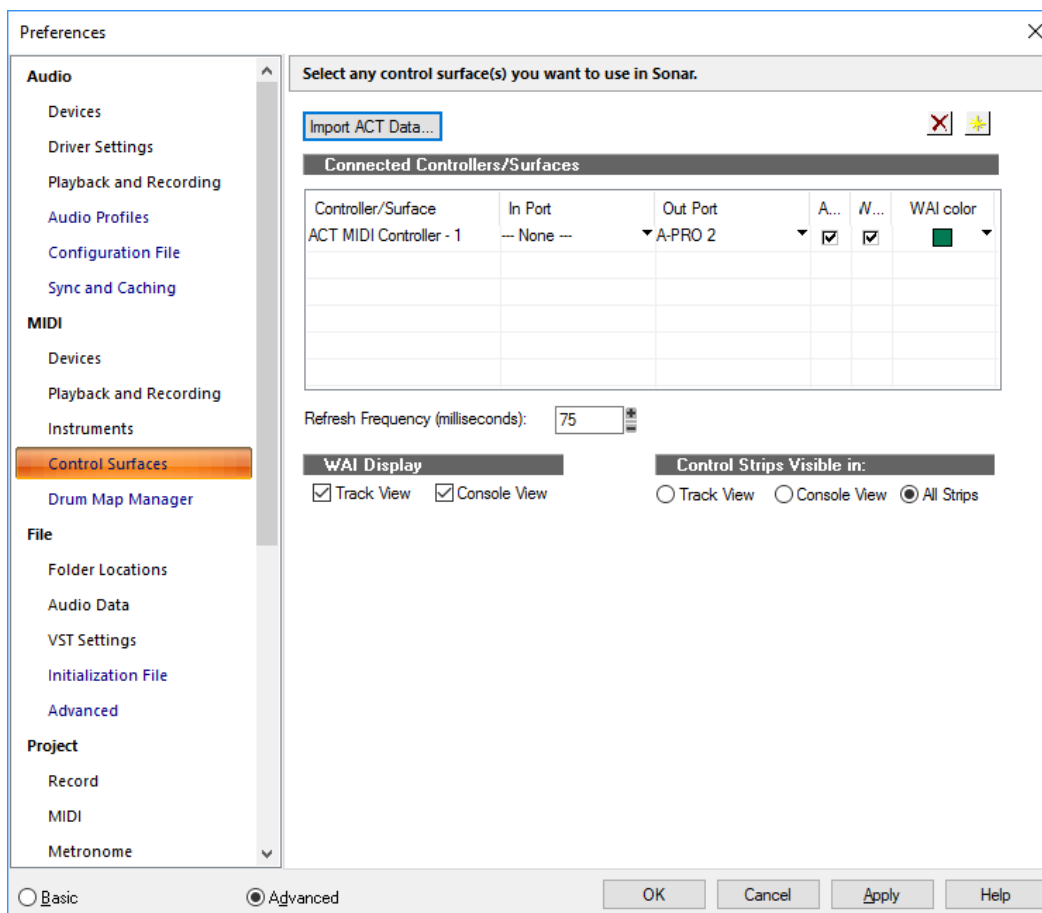 Preferences
Audio
Devices
Driver Settings
Playback and Recording
Audio Profiles
Configuration File
Sync and Caching
MIDI
Devices
Playback and Recording
Instruments
Control Surfaces
Drum Map Manager
File
Folder Locations
Audio Data
VST Settings
Initialization File
Advanced
Project
Record
MIDI
Metronome
Select any control surface(s) you want to use in Sonar.
Import ACT Data...
Connected Controllers/Surfaces
Controller/Surface In Port Out Port A... W... WAI color
ACT MIDI Controller - 1 --- None --- A-PRO 2
Refresh Frequency (milliseconds): 75
WAI Display
Track View Console View
Control Strips Visible in:
Track View Console View All Strips
Basic Advanced OK Cancel Apply Help